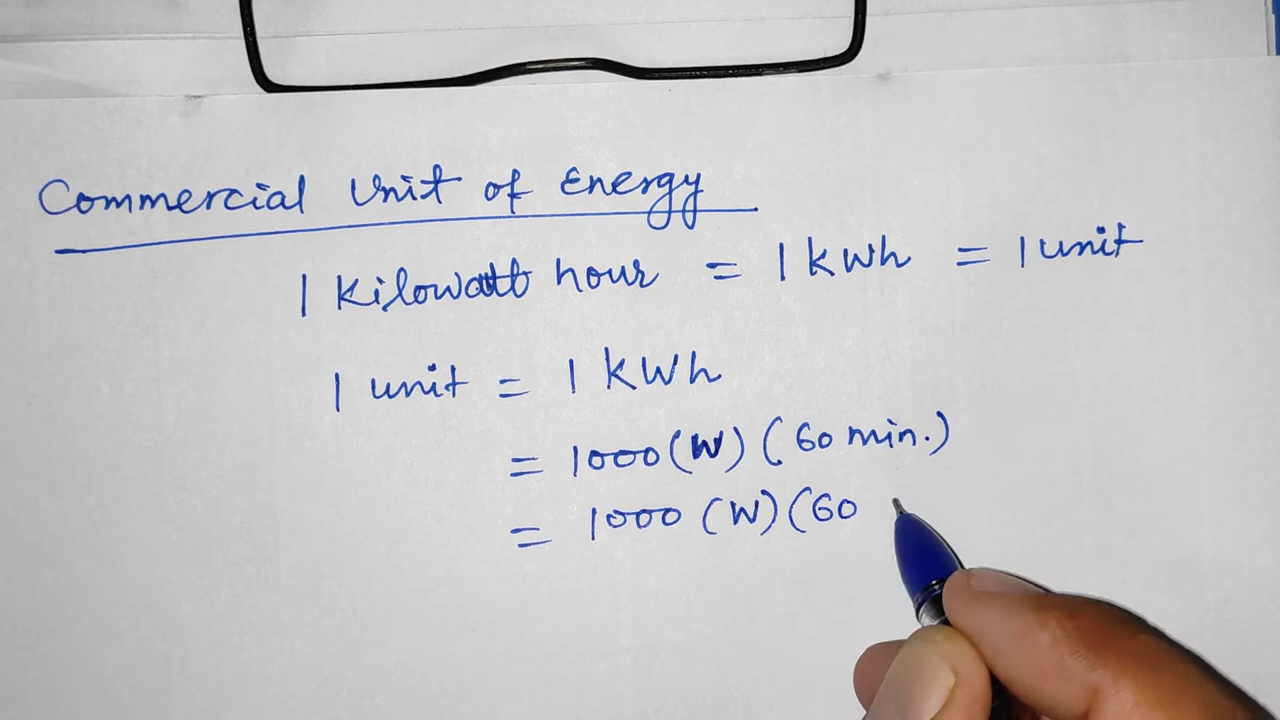 Commercial Unit of Energy
1 Kilowatt hour = 1 kWh = 1 unit
1 unit = 1 kWh
= 1000 (W) (60 min.)
= 1000 (W) (60